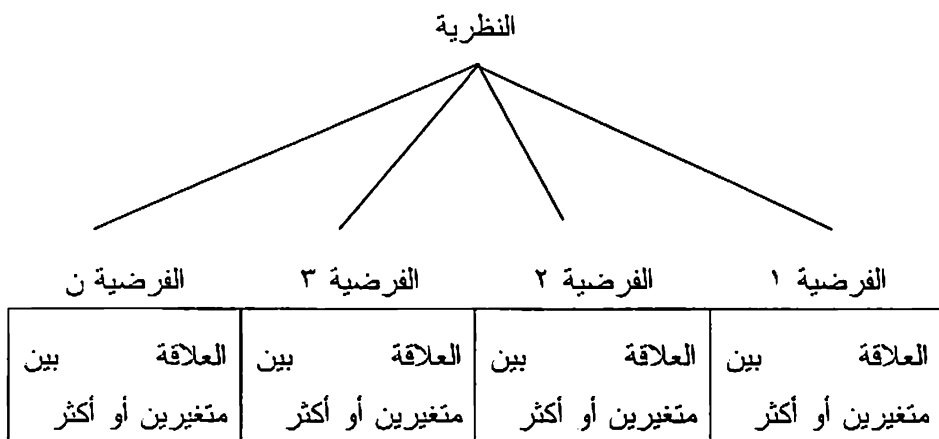 النظرية
الفرضية ١ الفرضية ٢ الفرضية ٣ الفرضية ن
العلاقة بين
متغيرين أو أكثر
العلاقة بين
متغيرين أو أكثر
العلاقة بين
متغيرين أو أكثر
العلاقة بين
متغيرين أو أكثر